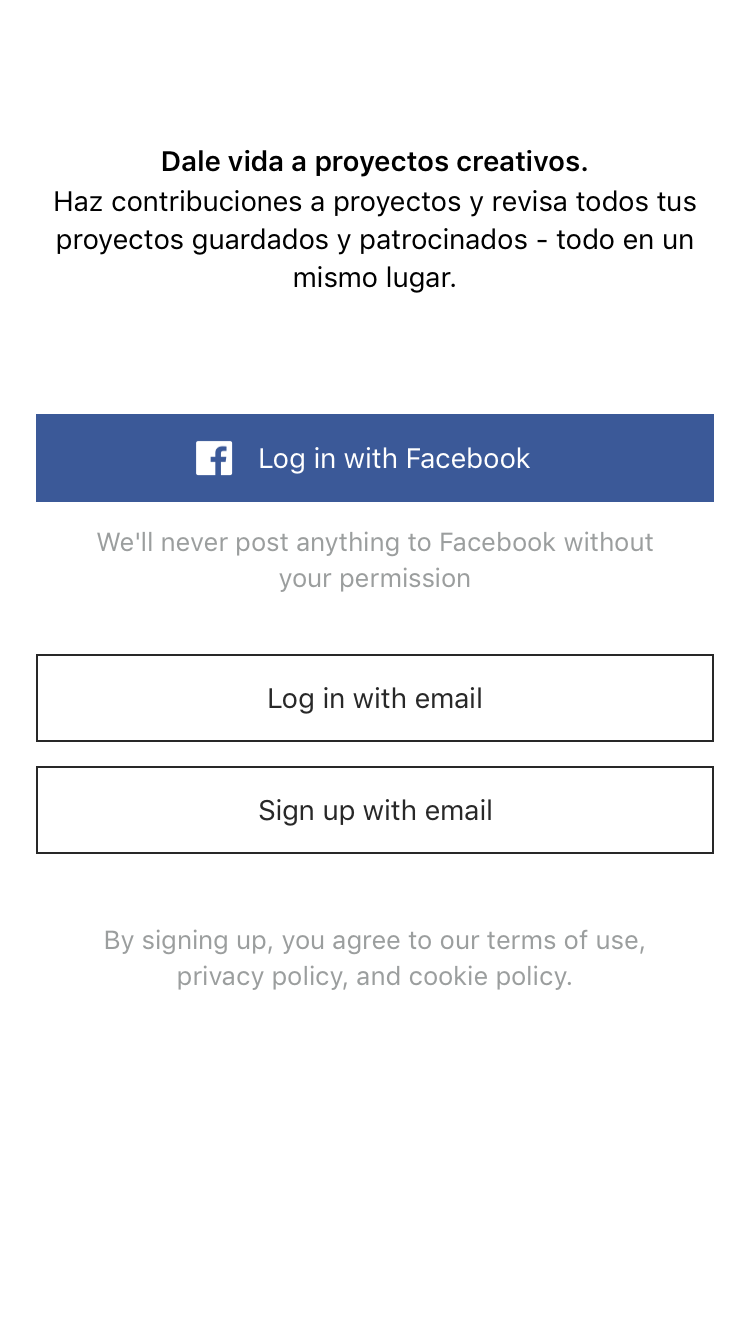 Dale vida a proyectos creativos.
Haz contribuciones a proyectos y revisa todos tus
proyectos guardados y patrocinados - todo en un
mismo lugar.
Log in with Facebook
We'll never post anything to Facebook without
your permission
Log in with email
Sign up with email
By signing up, you agree to our terms of use,
privacy policy, and cookie policy.